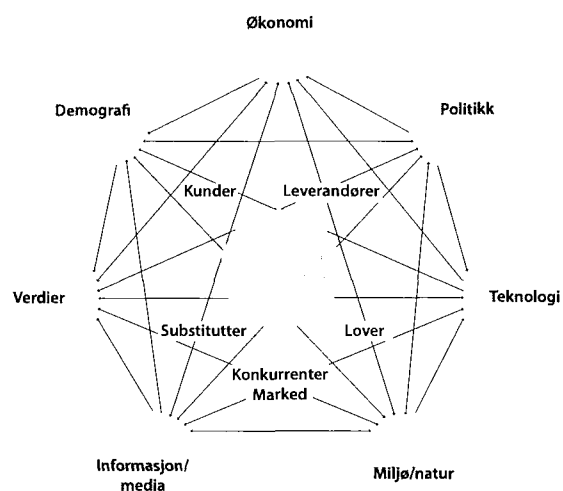 Økonomi
Demografi
Politikk
Kunder
Leverandører
Verdier
Teknologi
Substitutter
Lover
Konkurrenter
Marked
Informasjon/
media
Miljø/natur